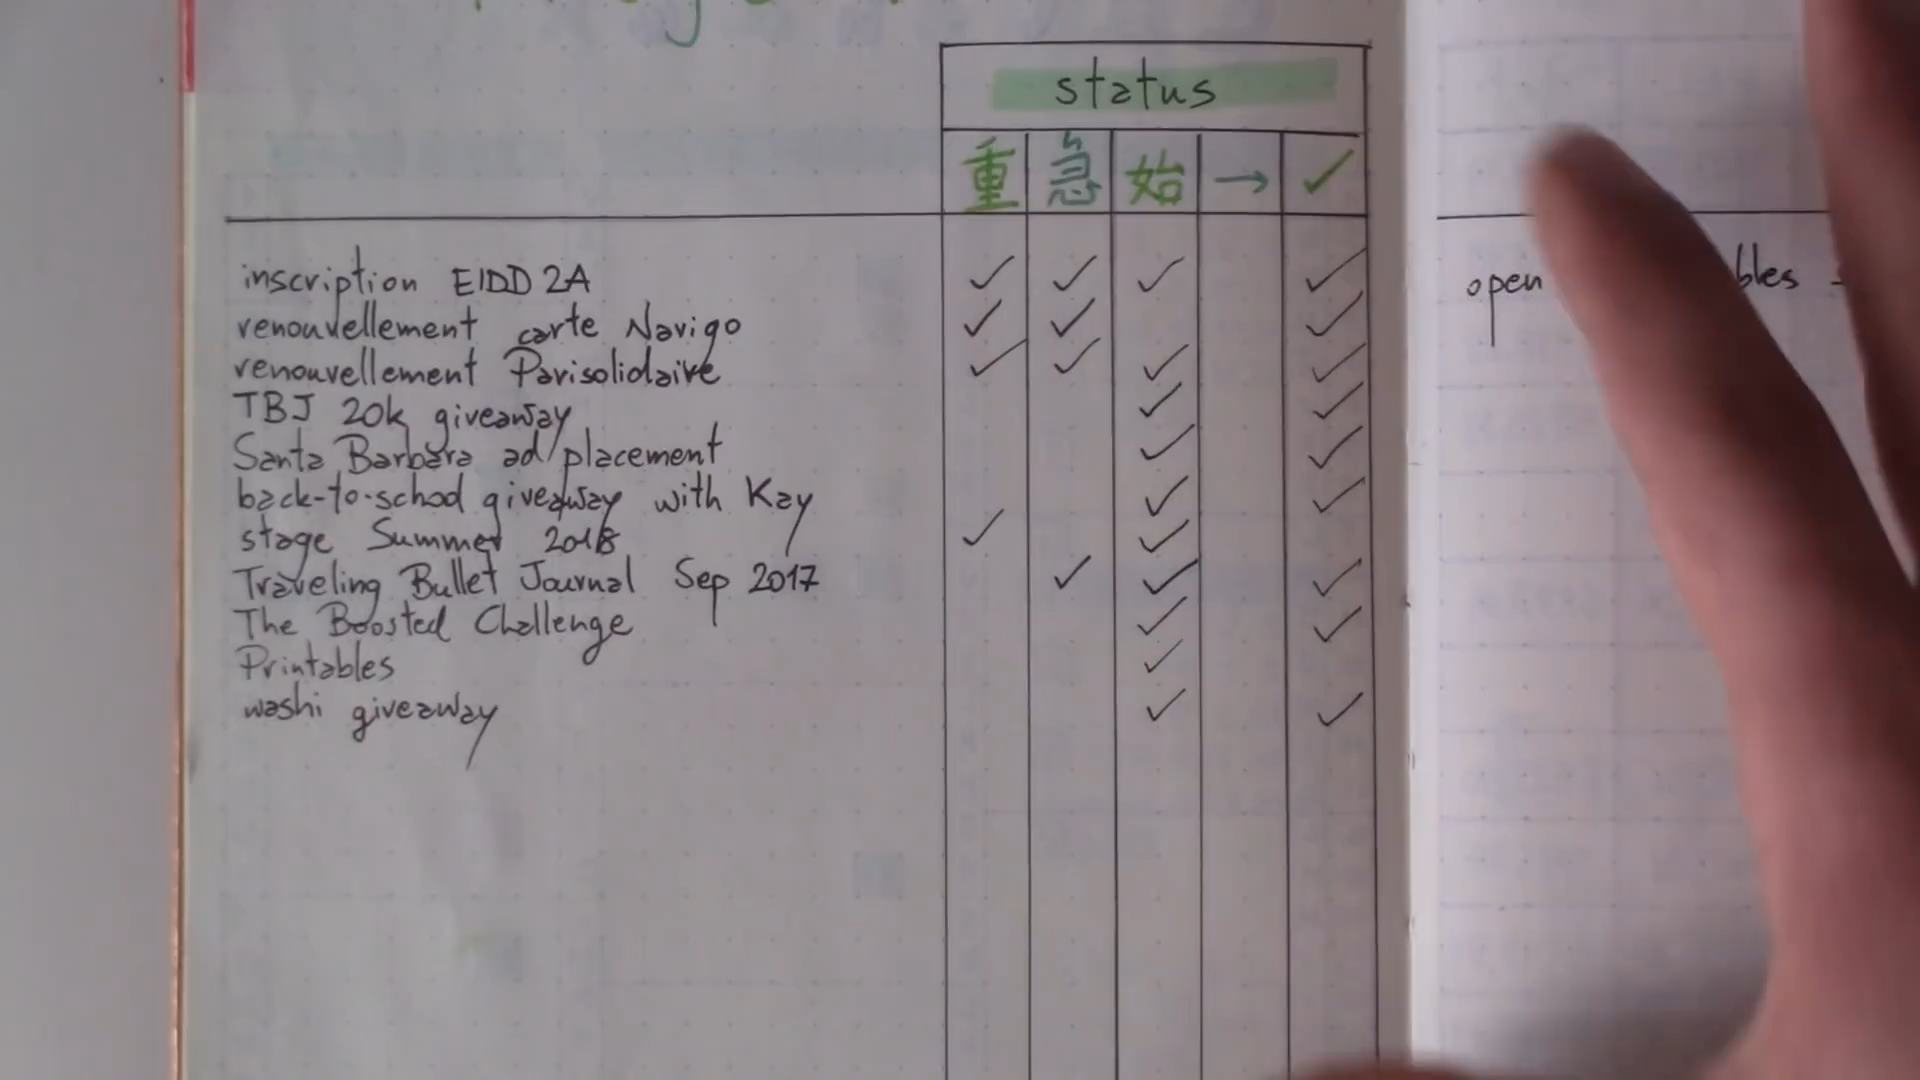 status
重 急 始 → ✓
inscription EIDD 2A ✓ ✓ ✓ ✓
renouvellement carte Navigo ✓ ✓ ✓
renouvellement Parisolidaire ✓ ✓ ✓ ✓
TBJ 20k giveaway ✓ ✓
Santa Barbara ad placement ✓ ✓
back-to-school giveaway with Kay ✓ ✓
stage Summer 2018 ✓ ✓
Traveling Bullet Journal Sep 2017 ✓ ✓ ✓
The Boosted Challenge ✓ ✓
Printables ✓
washi giveaway ✓ ✓
open